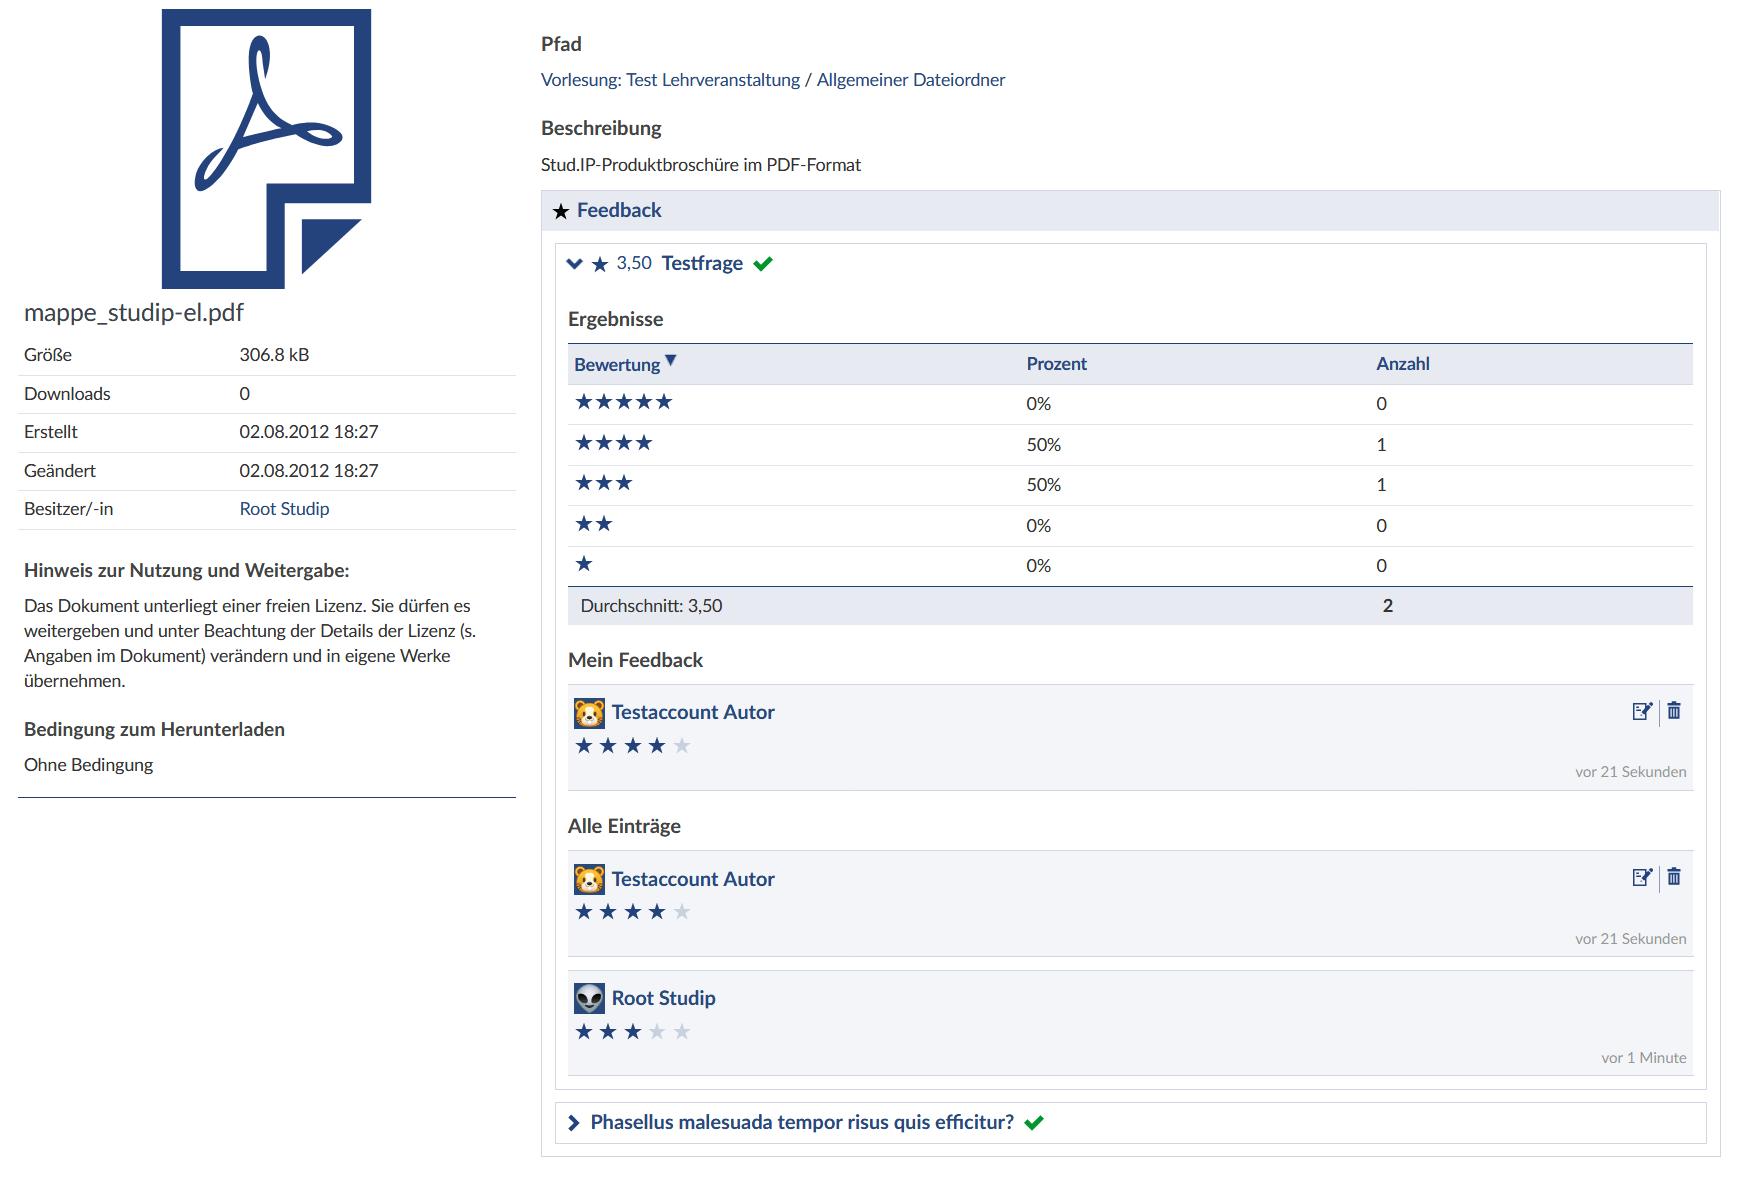 mappe_studip-el.pdf
Größe 306.8 kB
Downloads 0
Erstellt 02.08.2012 18:27
Geändert 02.08.2012 18:27
Besitzer/-in Root Studip
Hinweis zur Nutzung und Weitergabe:
Das Dokument unterliegt einer freien Lizenz. Sie dürfen es
weitergeben und unter Beachtung der Details der Lizenz (s.
Angaben im Dokument) verändern und in eigene Werke
übernehmen.
Bedingung zum Herunterladen
Ohne Bedingung
Pfad
Vorlesung: Test Lehrveranstaltung / Allgemeiner Dateiordner
Beschreibung
Stud.IP-Produktbroschüre im PDF-Format
Feedback
3,50 Testfrage
Ergebnisse
Bewertung Prozent Anzahl
0% 0
50% 1
50% 1
0% 0
0% 0
Durchschnitt: 3,50 2
Mein Feedback
Testaccount Autor
vor 21 Sekunden
Alle Einträge
Testaccount Autor
vor 21 Sekunden
Root Studip
vor 1 Minute
Phasellus malesuada tempor risus quis efficitur?